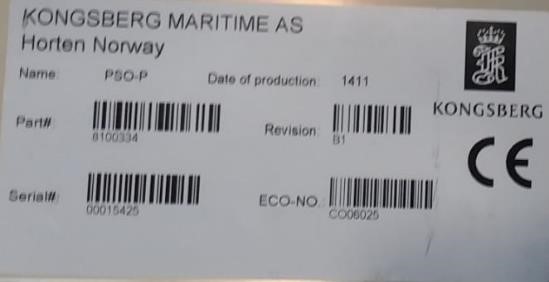 KONGSBERG MARITIME AS
Horten Norway
Name: PSO-P Date of production: 1411
KONGSBERG
Part#: 8100334 Revision: B1
CE
Serial#: 00015425 ECO-NO.: CO06025